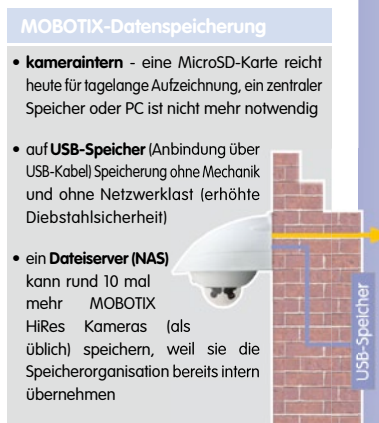 MOBOTIX-Datenspeicherung
• kameraintern - eine MicroSD-Karte reicht
heute für tagelange Aufzeichnung, ein zentraler
Speicher oder PC ist nicht mehr notwendig
• auf USB-Speicher (Anbindung über
USB-Kabel) Speicherung ohne Mechanik
und ohne Netzwerklast (erhöhte
Diebstahlsicherheit)
• ein Dateiserver (NAS)
kann rund 10 mal
mehr MOBOTIX
HiRes Kameras (als
üblich) speichern, weil sie die
Speicherorganisation bereits intern
übernehmen
USB-Speicher